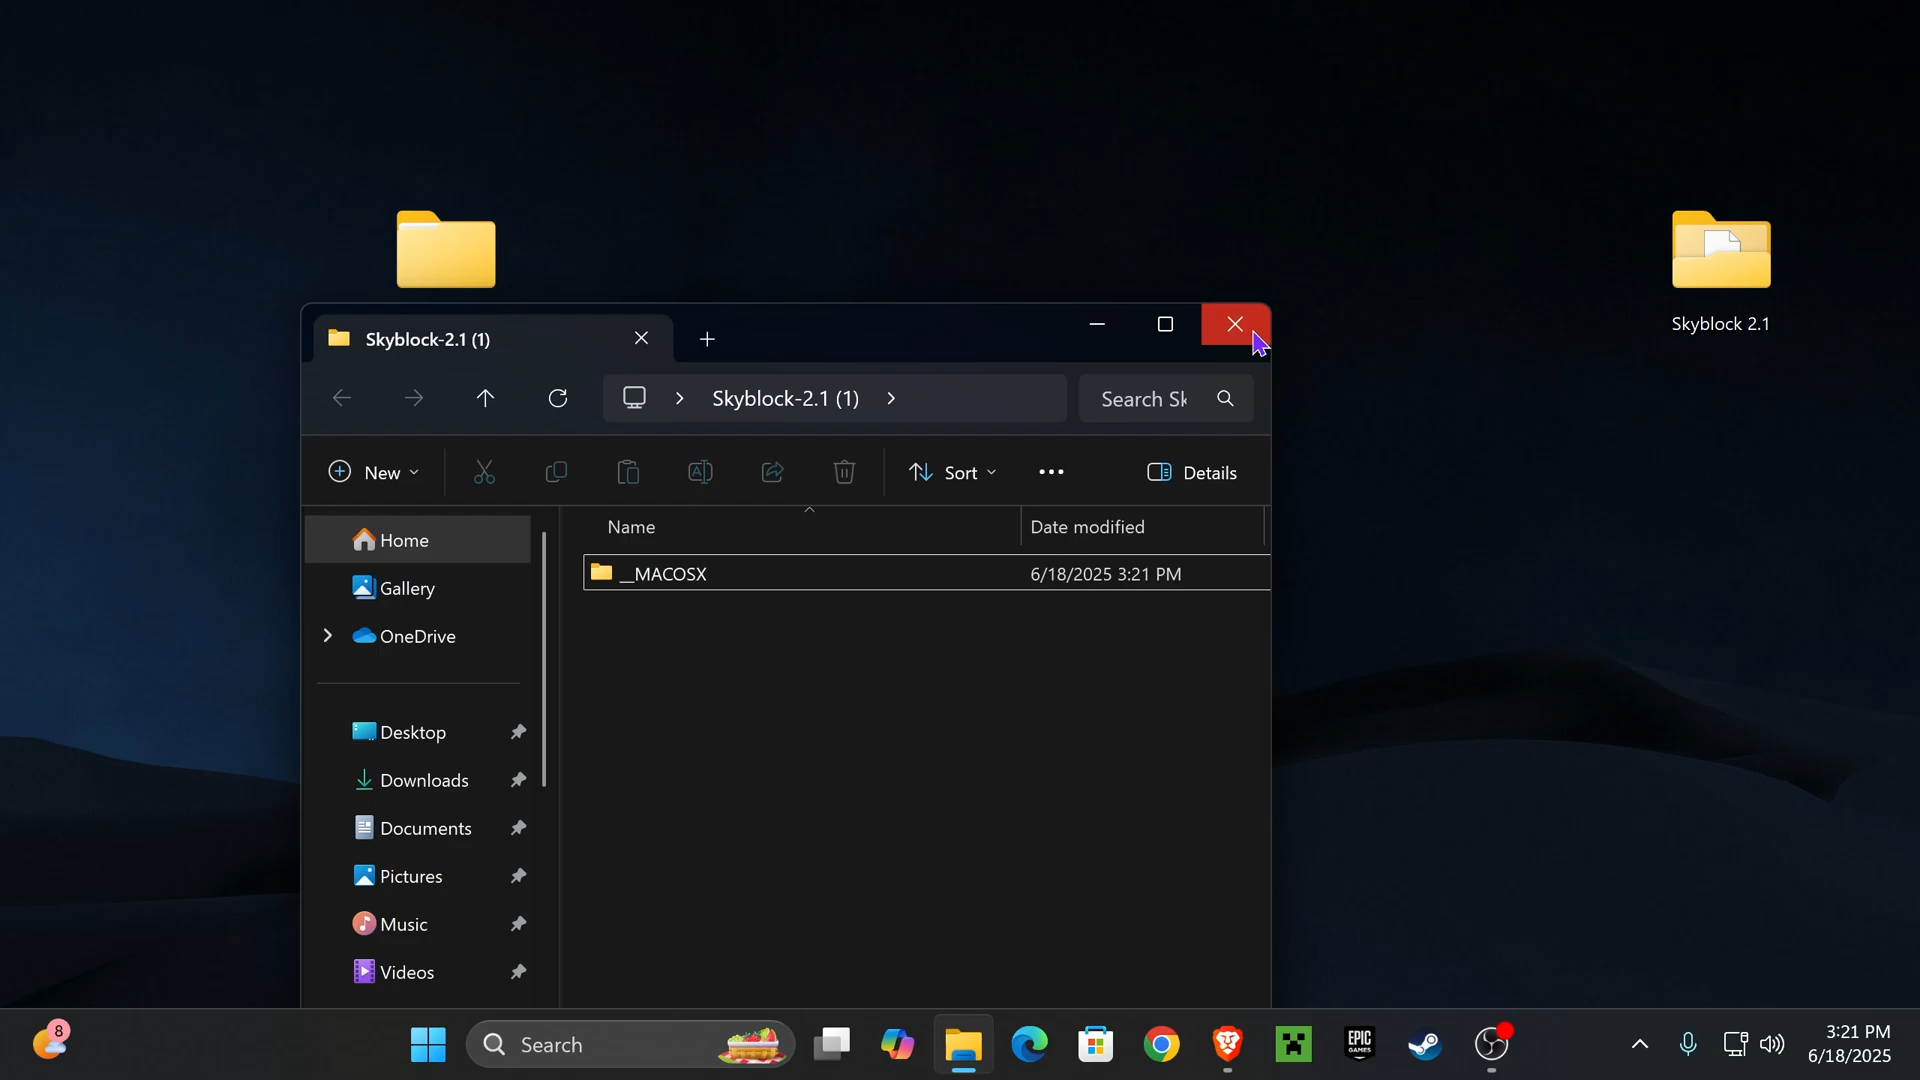 Skyblock 2.1
Skyblock-2.1 (1)
Skyblock-2.1 (1)
Search Sk
New
Sort
Details
Name
Date modified
__MACOSX
6/18/2025 3:21 PM
Home
Gallery
OneDrive
Desktop
Downloads
Documents
Pictures
Music
Videos
8
Search
EPIC
GAMES
3:21 PM
6/18/2025